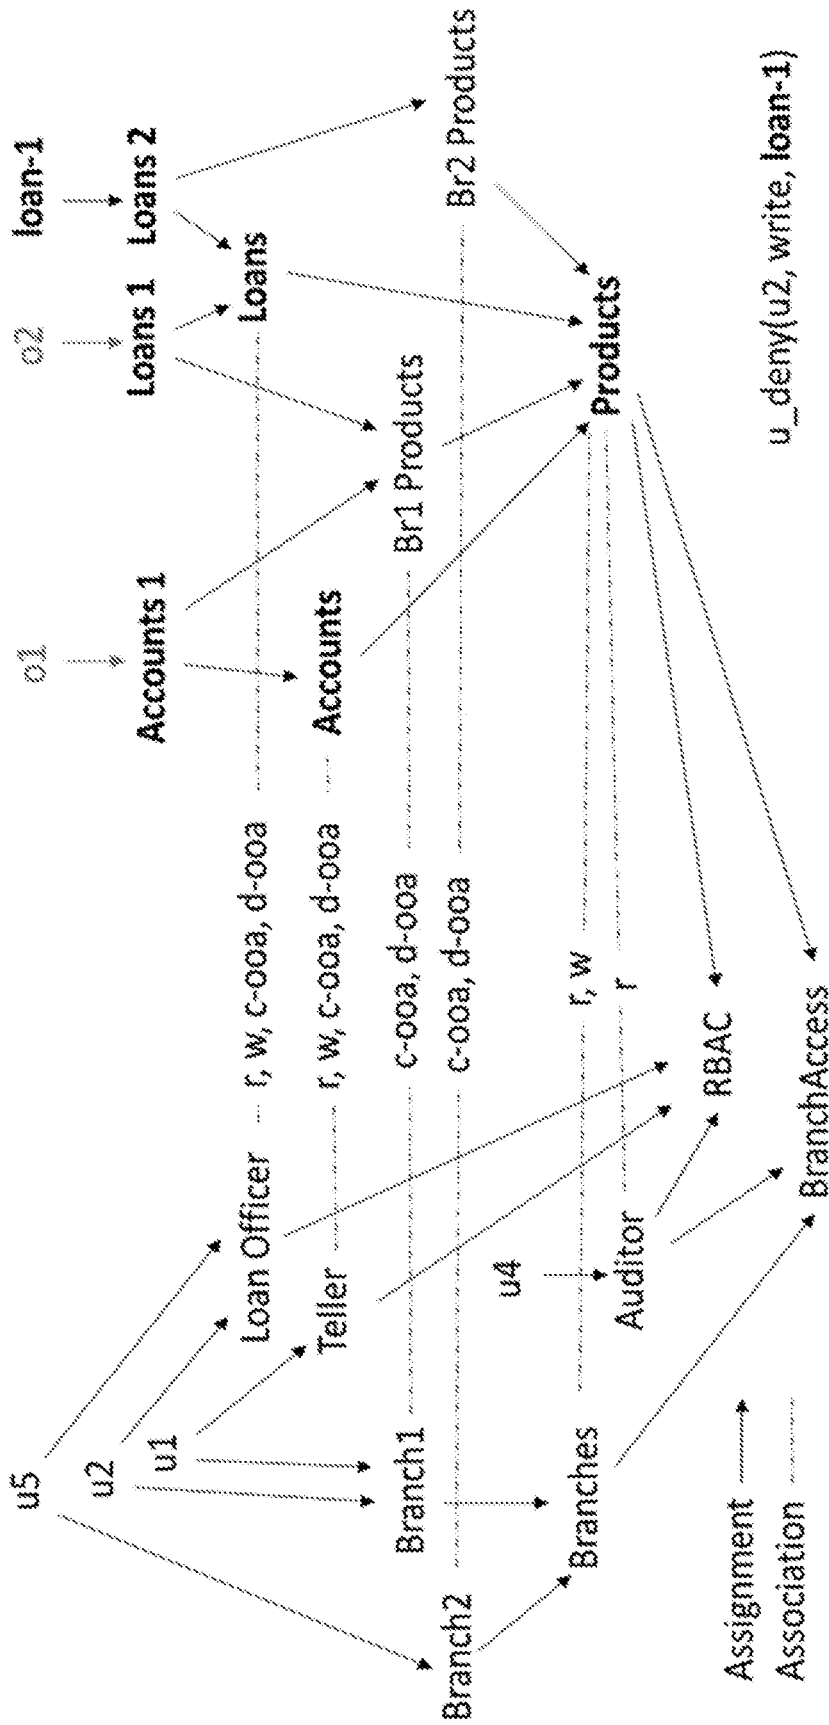 u5
u2
u1
Loan Officer
r, w, c-ooa, d-ooa
Teller
r, w, c-ooa, d-ooa
Branch1
c-ooa, d-ooa
Branch2
c-ooa, d-ooa
Branches
r, w
u4
Auditor
r
RBAC
BranchAccess
o1
Accounts 1
Accounts
o2
Loans 1
loan-1
Loans 2
Loans
Br1 Products
Br2 Products
Products
Assignment
Association
u_deny(u2, write, loan-1)